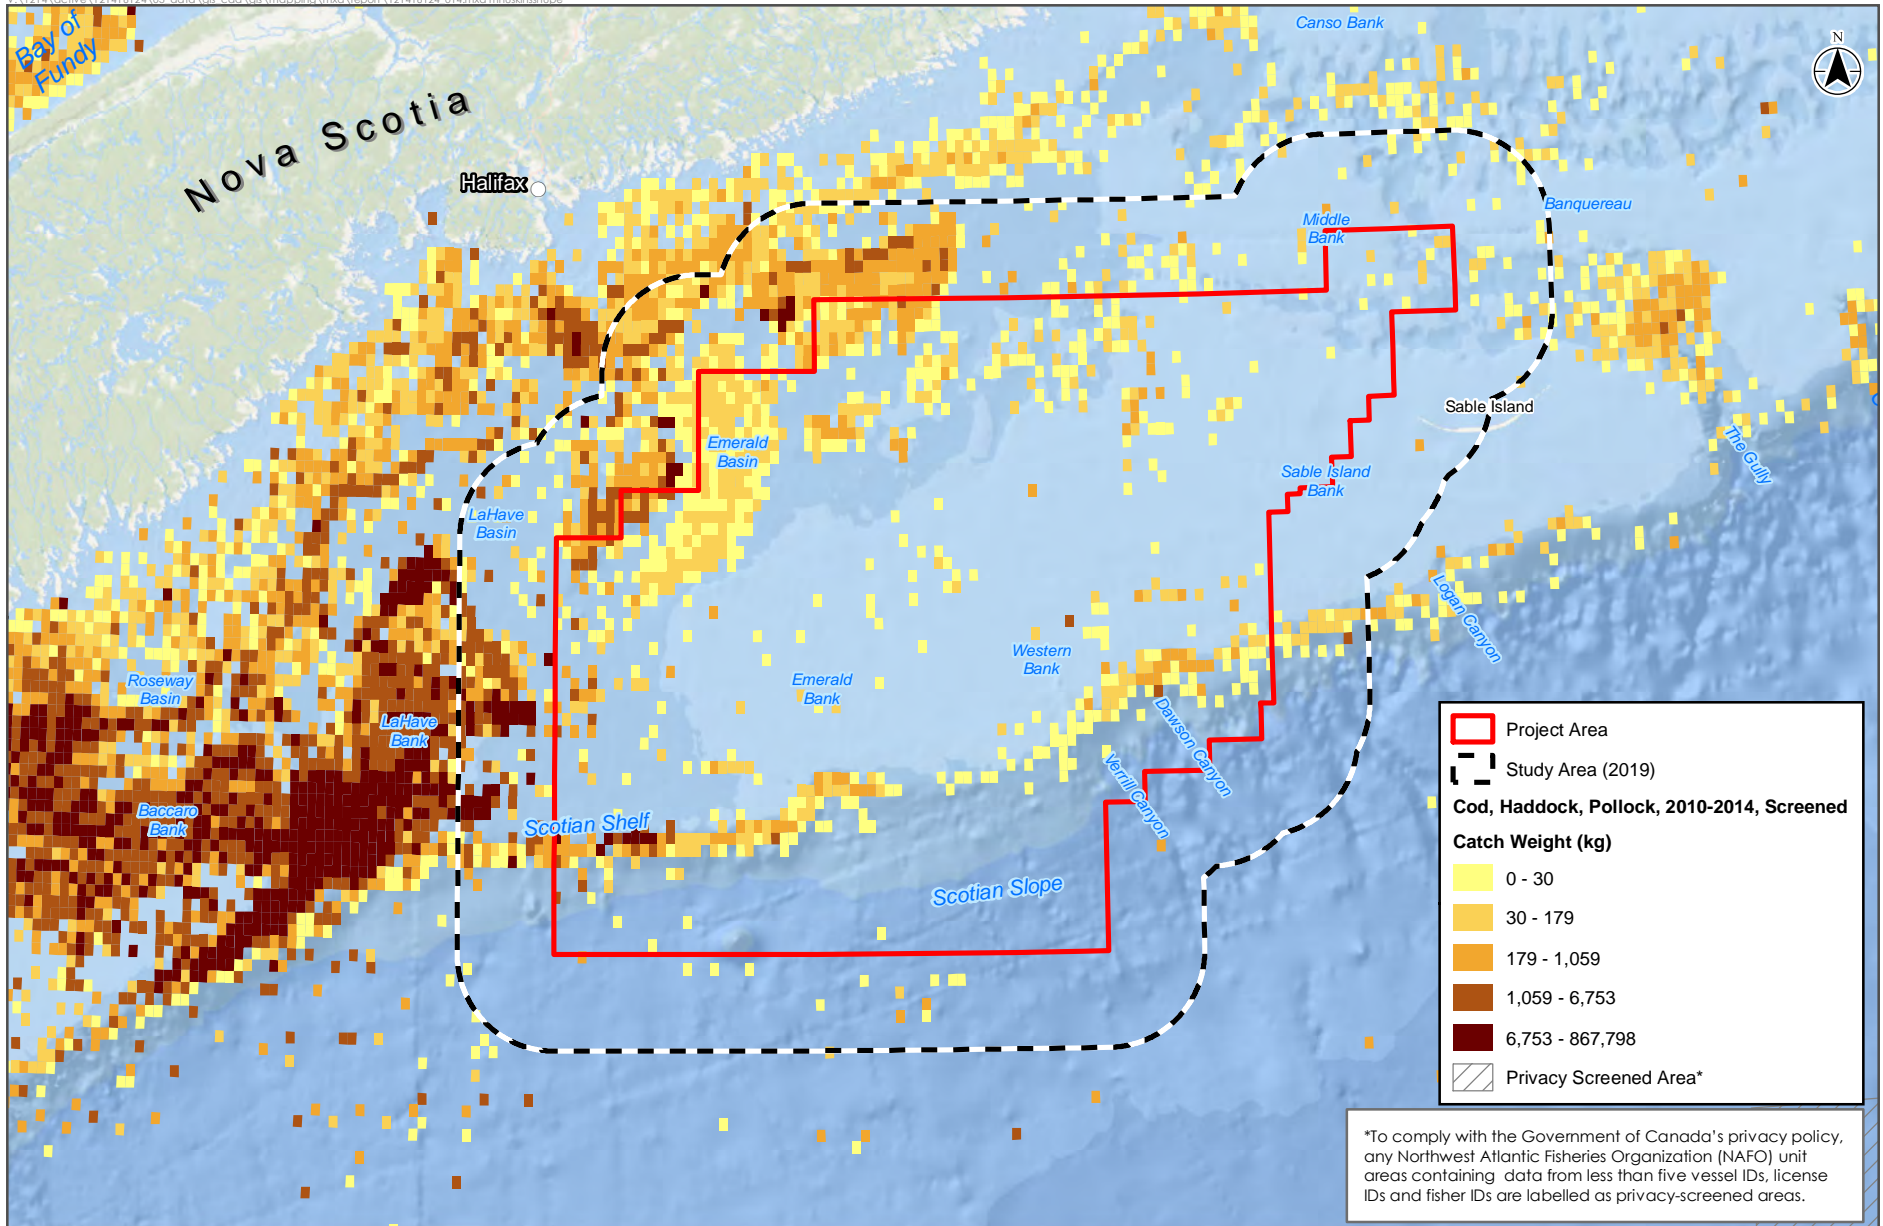 Canso Bank
N
Bay of
Fundy
Nova Scotia
Halifax
Banquereau
Middle
Bank
Sable Island
Emerald
Basin
The Gully
Sable Island
Bank
LaHave
Basin
Logan Canyon
Western
Bank
Roseway
Basin
Emerald
Bank
LaHave
Bank
Dawson Canyon
Verrill Canyon
Baccaro
Bank
Scotian Shelf
Scotian Slope
Project Area
Study Area (2019)
Cod, Haddock, Pollock, 2010-2014, Screened
Catch Weight (kg)
0 - 30
30 - 179
179 - 1,059
1,059 - 6,753
6,753 - 867,798
Privacy Screened Area*
*To comply with the Government of Canada's privacy policy,
any Northwest Atlantic Fisheries Organization (NAFO) unit
areas containing data from less than five vessel IDs, license
IDs and fisher IDs are labelled as privacy-screened areas.